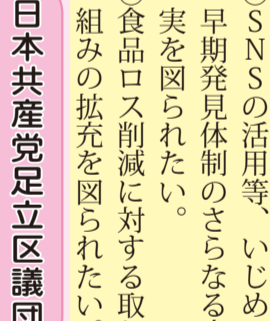 ○SNSの活用等、いじめ
早期発見体制のさらなる
実を図られたい。
○食品ロス削減に対する取
組みの拡充を図られたい。
日本共産党足立区議団